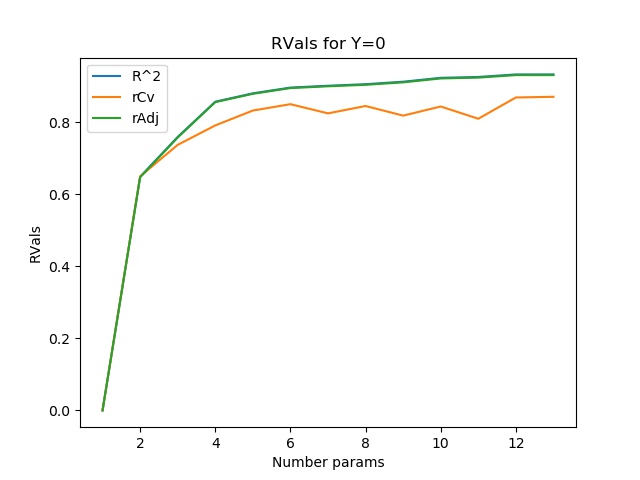 RVals for Y=0
R^2
rCv
rAdj
RVals
0.8
0.6
0.4
0.2
0.0
2 4 6 8 10 12
Number params